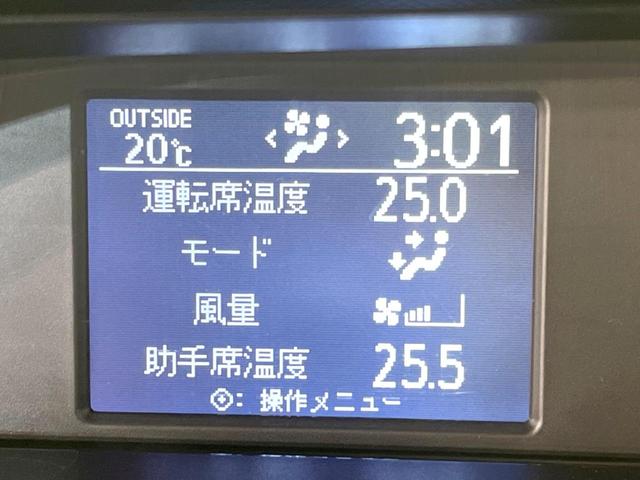 OUTSIDE
20℃ < > 3:01
運転席温度 25.0
モード
風量
助手席温度 25.5
: 操作メニュー